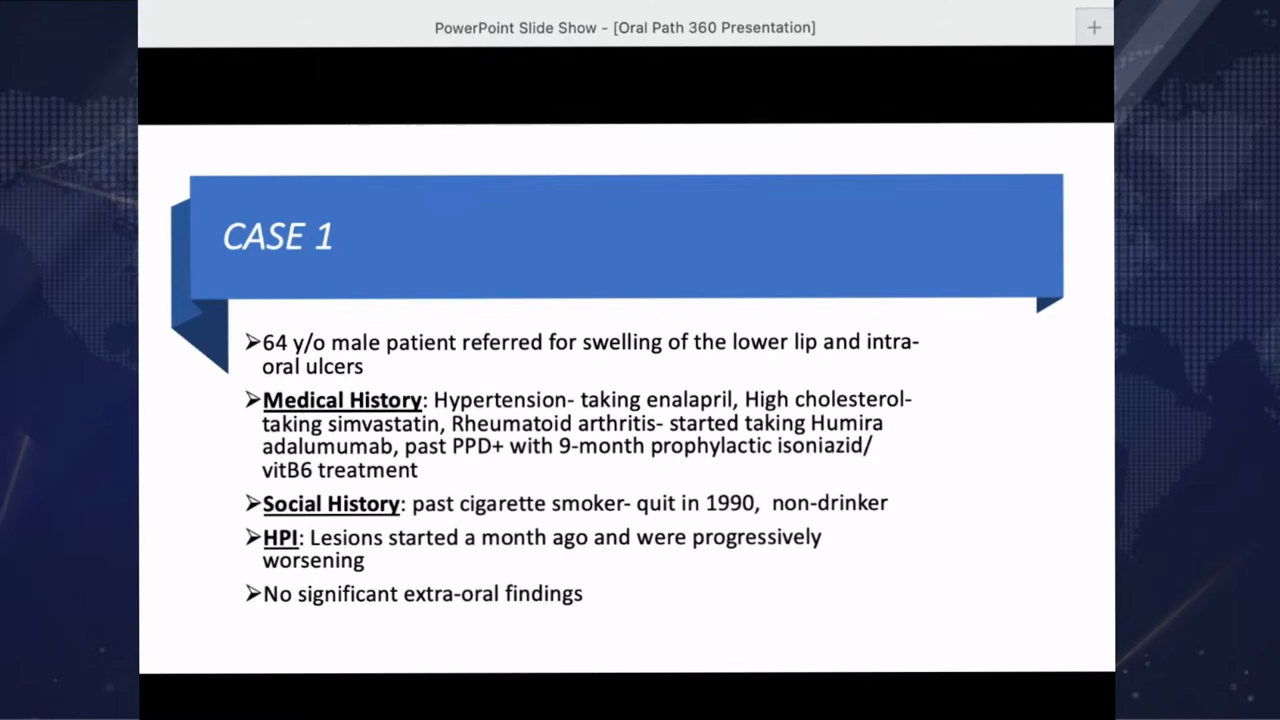 PowerPoint Slide Show - [Oral Path 360 Presentation]
CASE 1
➢64 y/o male patient referred for swelling of the lower lip and intra-
oral ulcers
➢Medical History: Hypertension- taking enalapril, High cholesterol-
taking simvastatin, Rheumatoid arthritis- started taking Humira
adalumumab, past PPD+ with 9-month prophylactic isoniazid/
vitB6 treatment
➢Social History: past cigarette smoker- quit in 1990, non-drinker
➢HPI: Lesions started a month ago and were progressively
worsening
➢No significant extra-oral findings